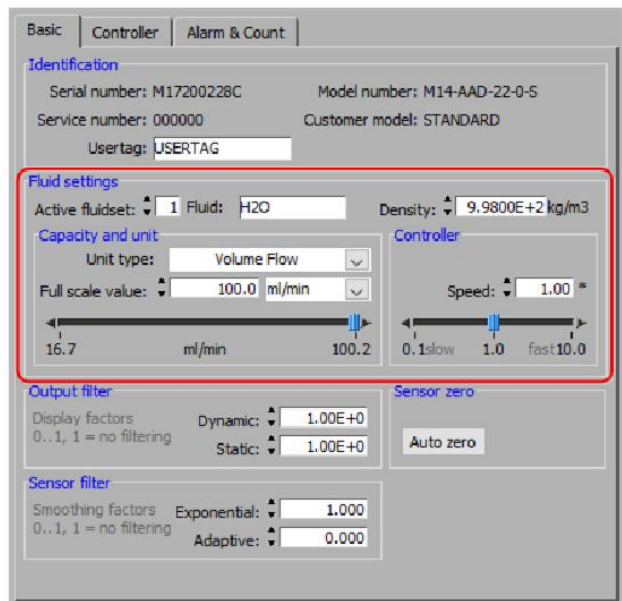 Basic Controller Alarm & Count
Identification
Serial number: M17200228C Model number: M14-AAD-22-0-S
Service number: 000000 Customer model: STANDARD
Usertag: USERTAG
Fluid settings
Active fluidset: 1 Fluid: H2O Density: 9.9800E+2 kg/m3
Capacity and unit Controller
Unit type: Volume Flow
Full scale value: 100.0 ml/min Speed: 1.00 *
16.7 ml/min 100.2 0.1slow 1.0 fast10.0
Output filter Sensor zero
Display factors Dynamic: 1.00E+0
0..1, 1 = no filtering Static: 1.00E+0 Auto zero
Sensor filter
Smoothing factors Exponential: 1.000
0..1, 1 = no filtering Adaptive: 0.000